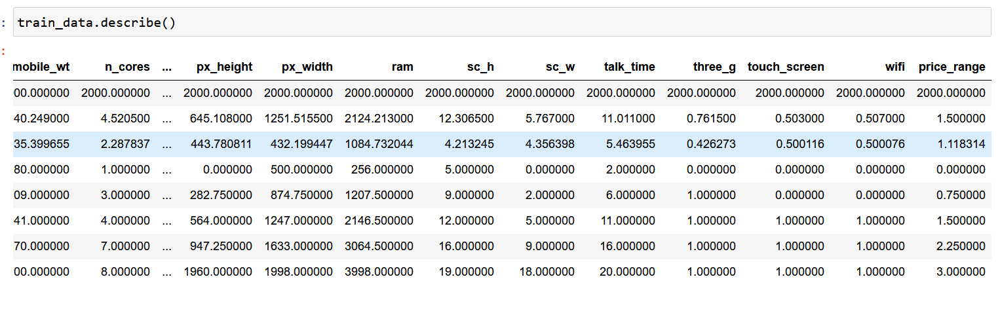 : train_data.describe()
:
mobile_wt n_cores ... px_height px_width ram sc_h sc_w talk_time three_g touch_screen wifi price_range
00.000000 2000.000000 ... 2000.000000 2000.000000 2000.000000 2000.000000 2000.000000 2000.000000 2000.000000 2000.000000 2000.000000 2000.000000
40.249000 4.520500 ... 645.108000 1251.515500 2124.213000 12.306500 5.767000 11.011000 0.761500 0.503000 0.507000 1.500000
35.399655 2.287837 ... 443.780811 432.199447 1084.732044 4.213245 4.356398 5.463955 0.426273 0.500116 0.500076 1.118314
80.000000 1.000000 ... 0.000000 500.000000 256.000000 5.000000 0.000000 2.000000 0.000000 0.000000 0.000000 0.000000
09.000000 3.000000 ... 282.750000 874.750000 1207.500000 9.000000 2.000000 6.000000 1.000000 0.000000 0.000000 0.750000
41.000000 4.000000 ... 564.000000 1247.000000 2146.500000 12.000000 5.000000 11.000000 1.000000 1.000000 1.000000 1.500000
70.000000 7.000000 ... 947.250000 1633.000000 3064.500000 16.000000 9.000000 16.000000 1.000000 1.000000 1.000000 2.250000
00.000000 8.000000 ... 1960.000000 1998.000000 3998.000000 19.000000 18.000000 20.000000 1.000000 1.000000 1.000000 3.000000